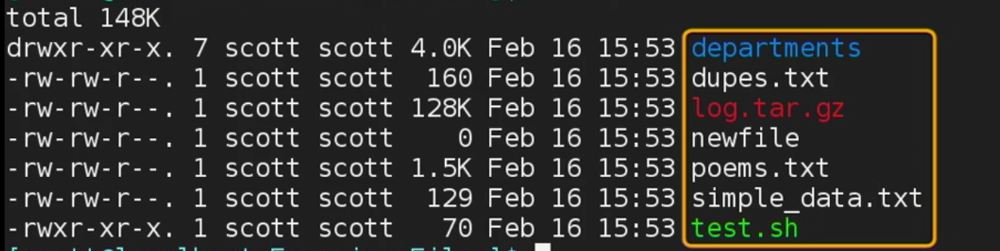 total 148K
drwxr-xr-x. 7 scott scott 4.0K Feb 16 15:53 departments
-rw-rw-r--. 1 scott scott 160 Feb 16 15:53 dupes.txt
-rw-rw-r--. 1 scott scott 128K Feb 16 15:53 log.tar.gz
-rw-rw-r--. 1 scott scott 0 Feb 16 15:53 newfile
-rw-rw-r--. 1 scott scott 1.5K Feb 16 15:53 poems.txt
-rw-rw-r--. 1 scott scott 129 Feb 16 15:53 simple_data.txt
-rwxr-xr-x. 1 scott scott 70 Feb 16 15:53 test.sh